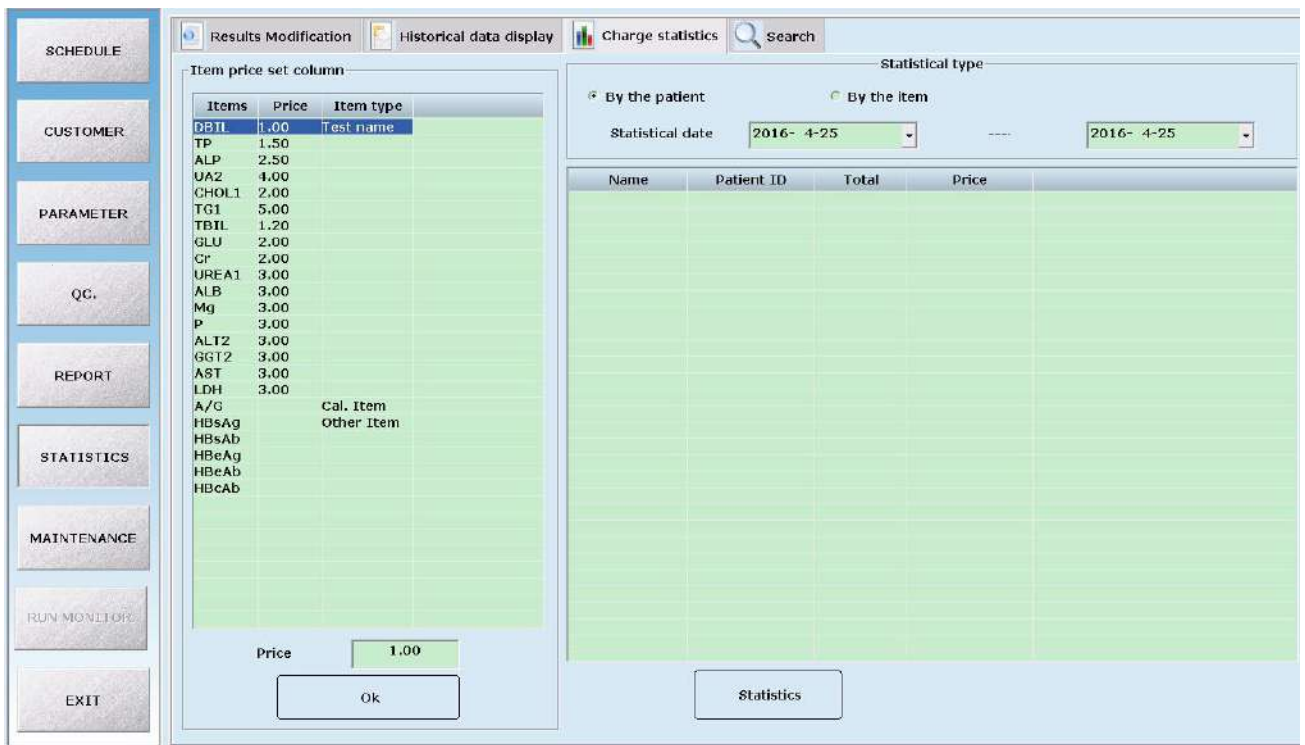 SCHEDULE
CUSTOMER
PARAMETER
QC.
REPORT
STATISTICS
MAINTENANCE
RUN MONITOR
EXIT
Results Modification Historical data display Charge statistics Search
Item price set column
Items Price Item type
DBIL 1.00 Test name
TP 1.50
ALP 2.50
UA2 4.00
CHOL1 2.00
TG1 5.00
TBIL 1.20
GLU 2.00
Cr 2.00
UREA1 3.00
ALB 3.00
Mg 3.00
P 3.00
ALT2 3.00
GGT2 3.00
AST 3.00
LDH 3.00
A/G Cal. Item
HBsAg Other Item
HBsAb
HBeAg
HBeAb
HBcAb
Price 1.00
Ok
Statistical type
By the patient By the item
Statistical date 2016- 4-25 ---- 2016- 4-25
Name Patient ID Total Price
Statistics